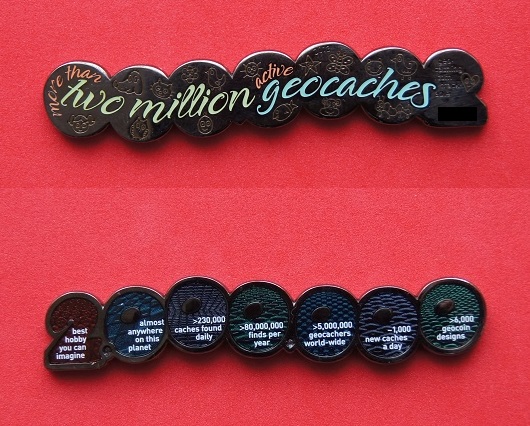 more than
two million
active
geocaches
best
hobby
you can
imagine
almost
anywhere
on this
planet
>230,000
caches found
daily
>80,000,000
finds per
year
>5,000,000
geocachers
world-wide
~1,000
new caches
a day
>6,000
geocoin
designs